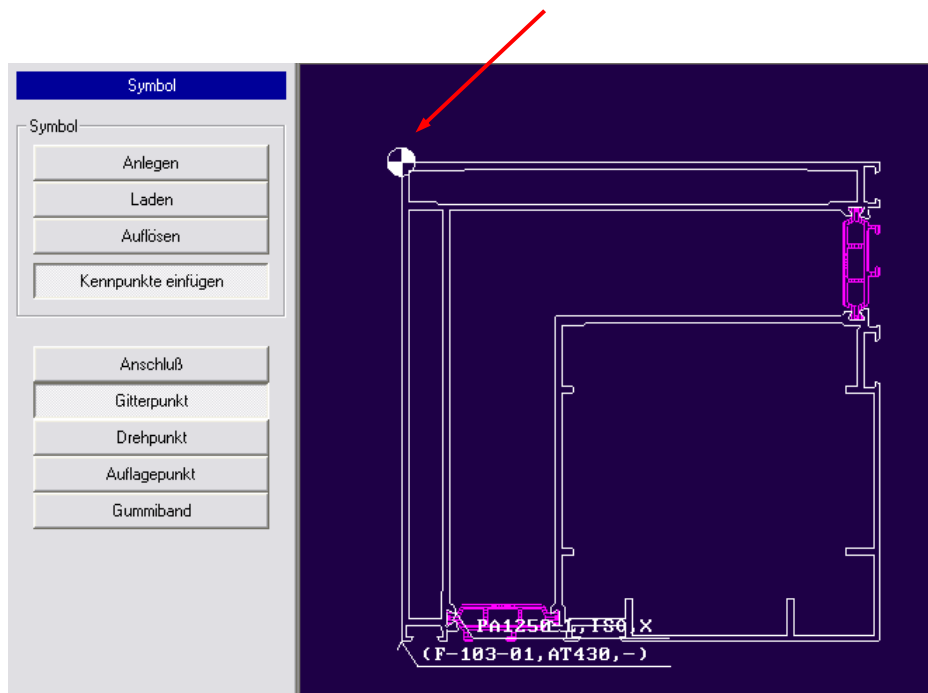 Symbol
Symbol
Anlegen
Laden
Auflösen
Kennpunkte einfügen
Anschluß
Gitterpunkt
Drehpunkt
Auflagepunkt
Gummiband
PA1250-1,ISO,X
(F-103-01,AT430,-)